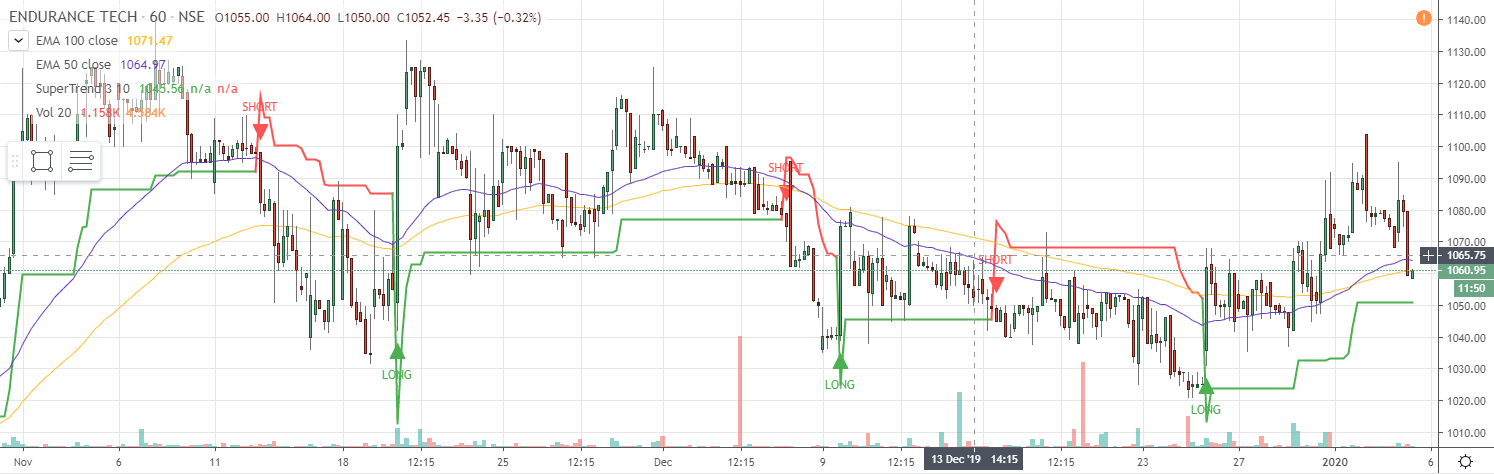 ENDURANCE TECH · 60 · NSE O1055.00 H1064.00 L1050.00 C1052.45 −3.35 (−0.32%)
EMA 100 close 1071.47
EMA 50 close 1064.97
SuperTrend 3 10 1045.56 n/a n/a
Vol 20 1.158K 4.584K
SHORT
SHORT
SHORT
LONG
LONG
LONG
1140.00
1130.00
1120.00
1110.00
1100.00
1090.00
1080.00
1070.00
1065.75
1060.95
11:50
1050.00
1040.00
1030.00
1020.00
1010.00
Nov 6 11 18 12:15 25 12:15 Dec 12:15 9 12:15 13 Dec '19 14:15 12:15 23 27 2020 6